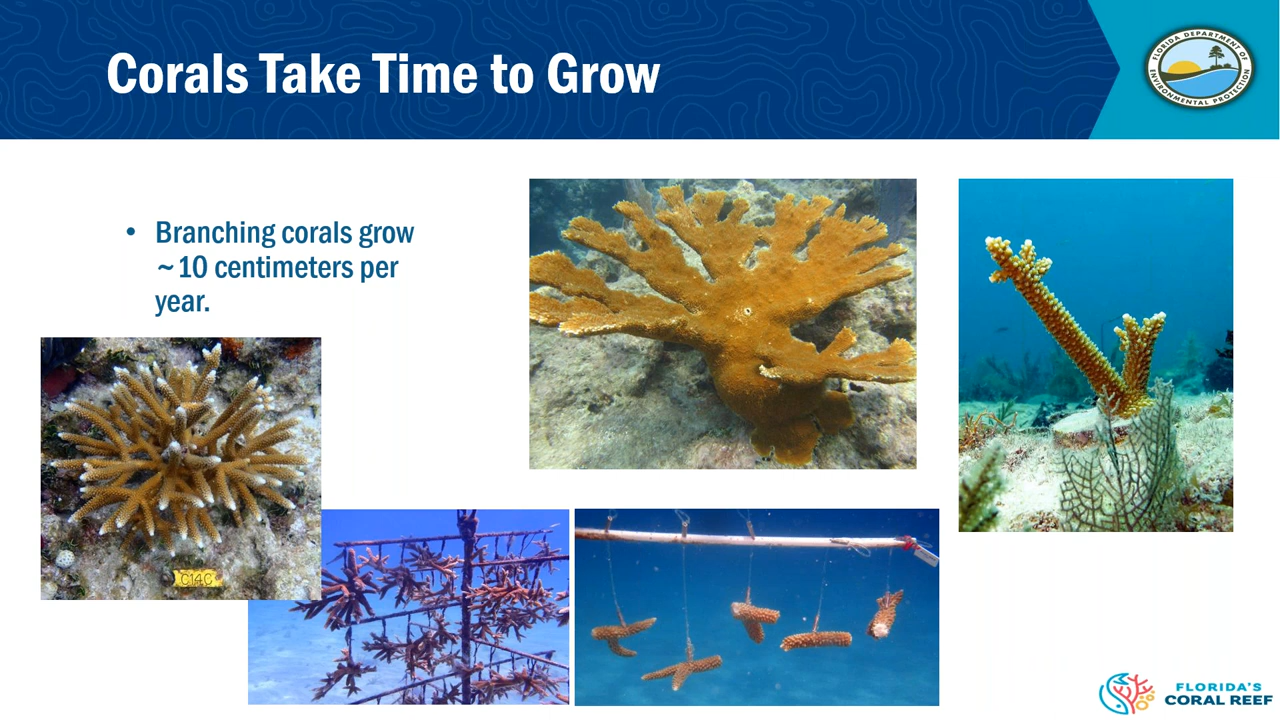 Corals Take Time to Grow
FLORIDA DEPARTMENT OF
ENVIRONMENTAL PROTECTION
• Branching corals grow
~10 centimeters per
year.
C14C
FLORIDA'S
CORAL REEF